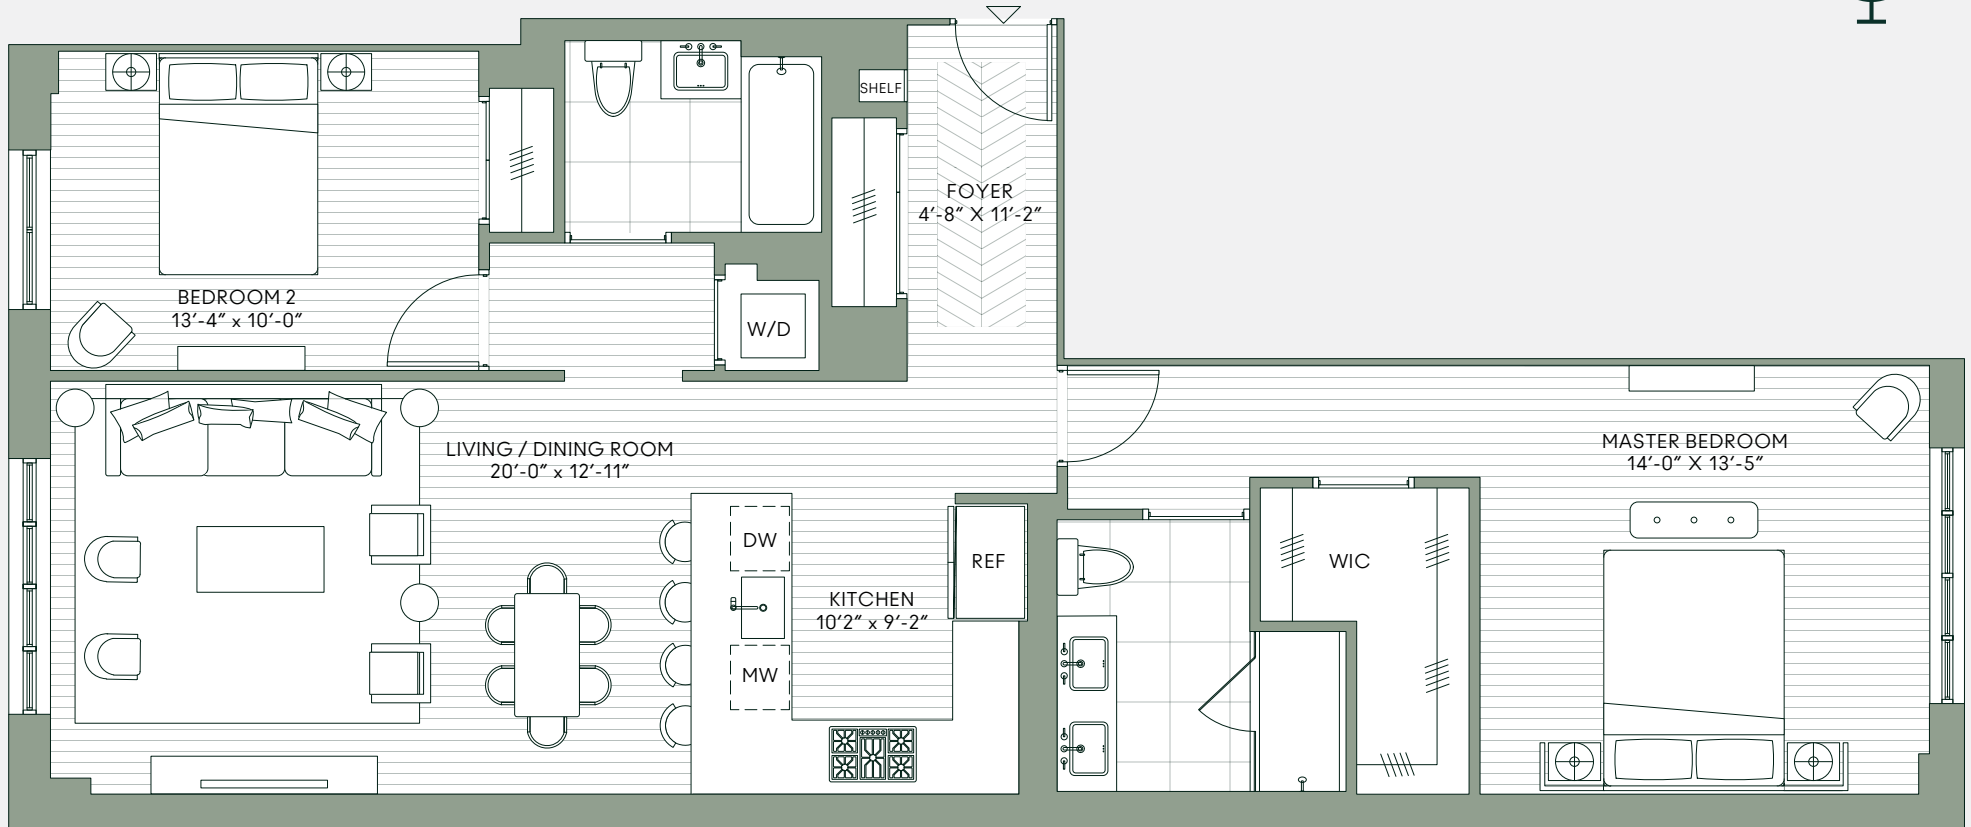 SHELF
FOYER
4'-8" X 11'-2"
BEDROOM 2
13'-4" x 10'-0"
W/D
LIVING / DINING ROOM
20'-0" x 12'-11"
MASTER BEDROOM
14'-0" X 13'-5"
DW
REF
WIC
KITCHEN
10'2" x 9'-2"
MW